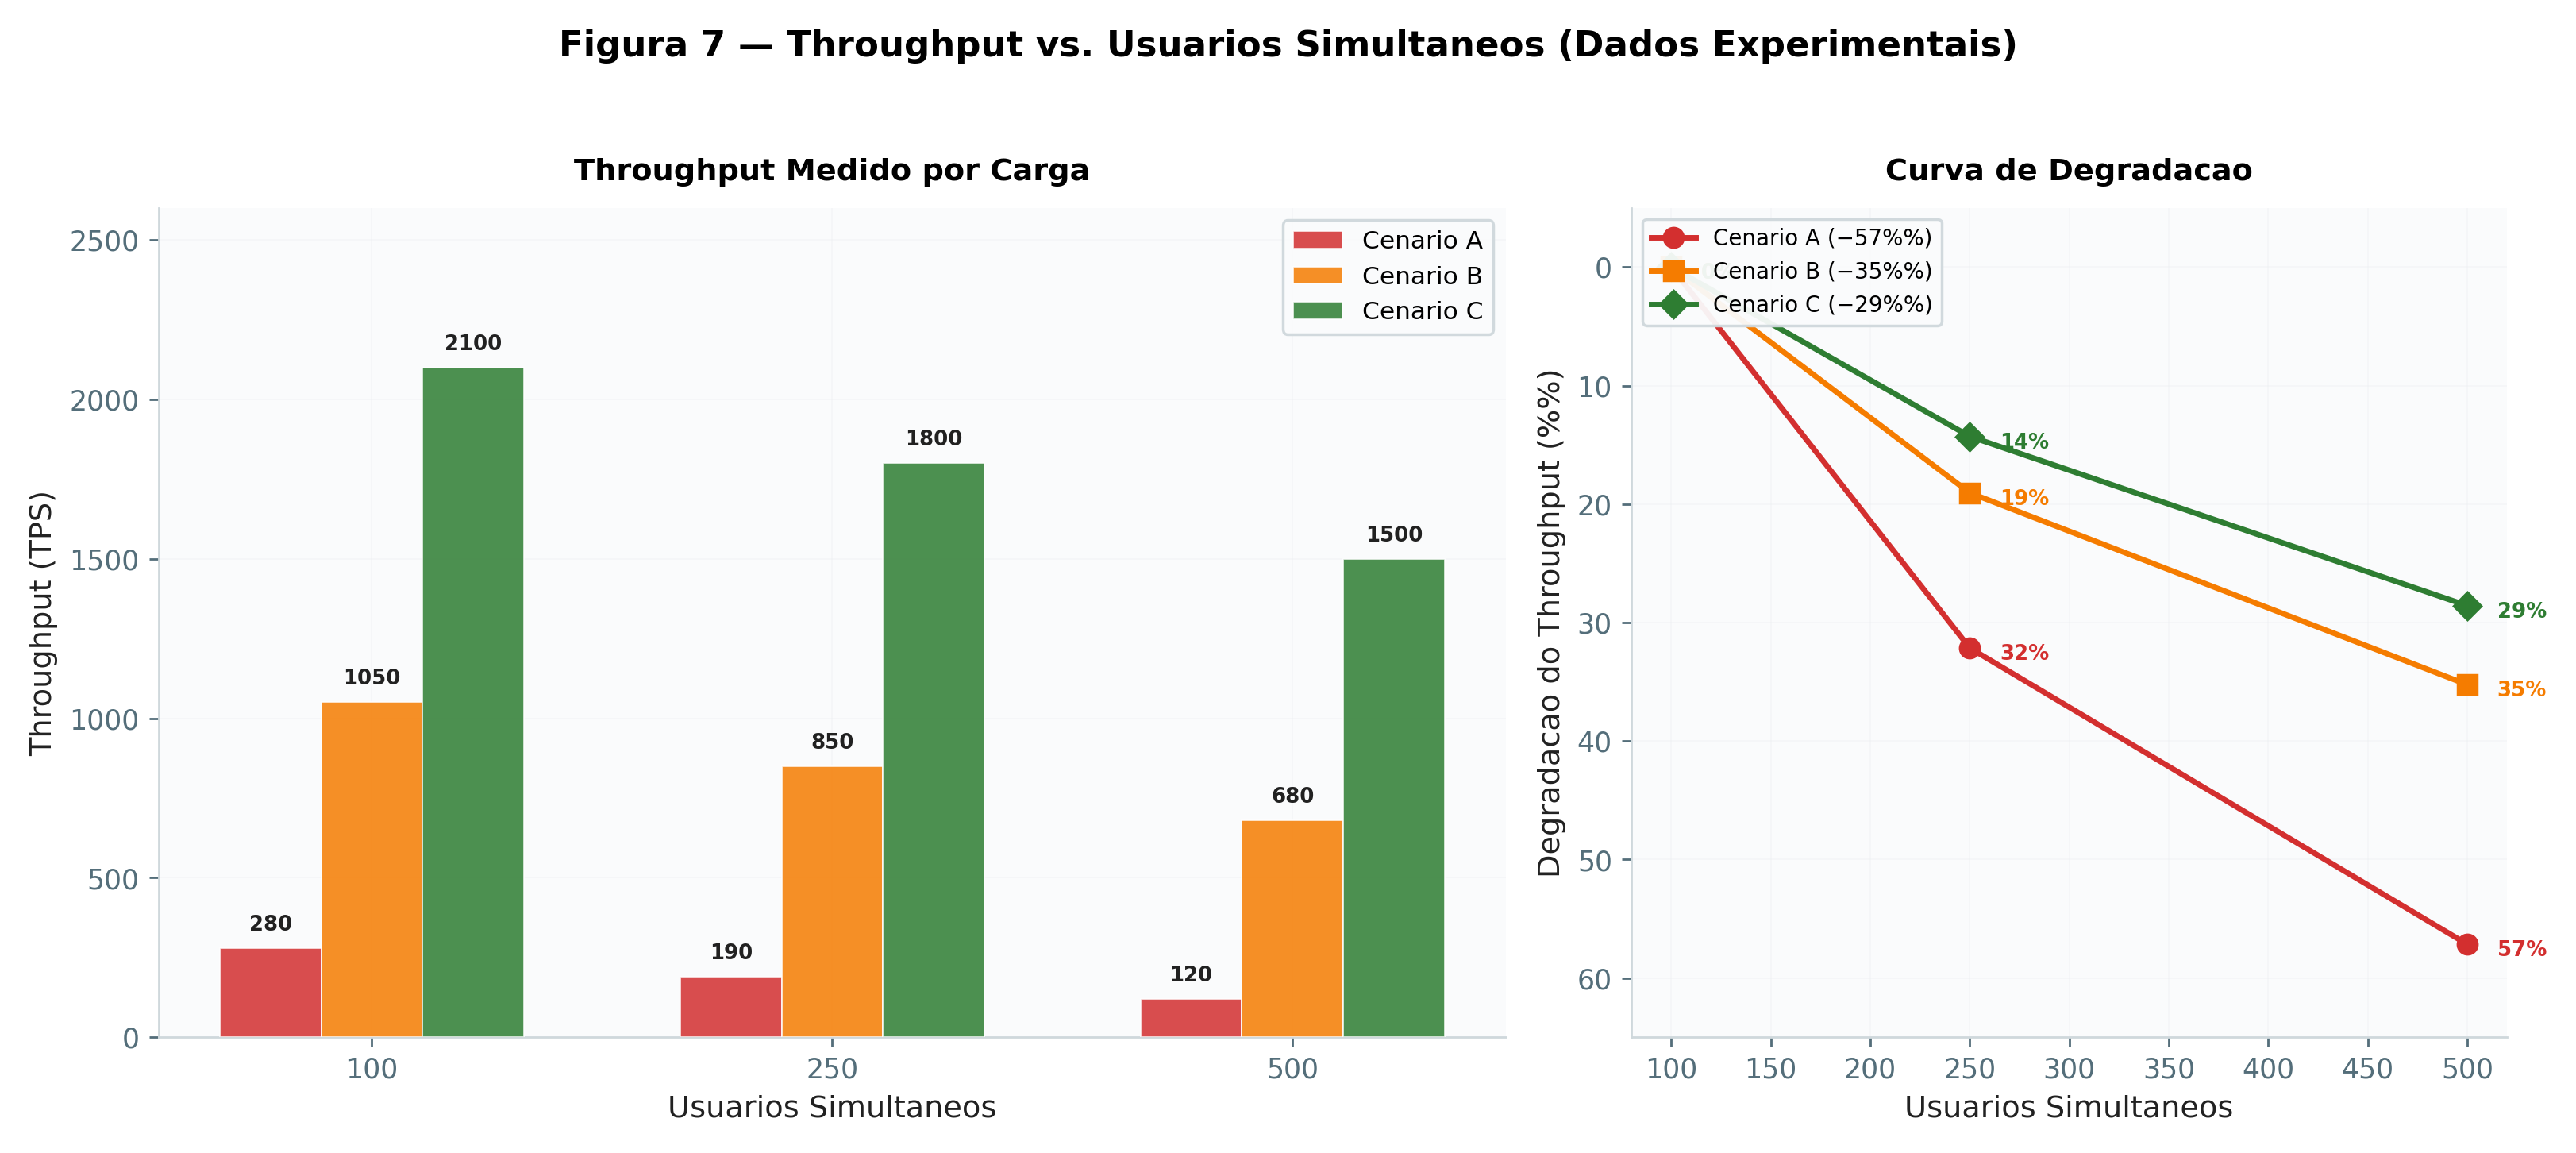 Figura 7 — Throughput vs. Usuarios Simultaneos (Dados Experimentais)
Throughput Medido por Carga
Throughput (TPS)
2500
2000
1500
1000
500
0
Cenario A
Cenario B
Cenario C
280
1050
2100
190
850
1800
120
680
1500
100
250
500
Usuarios Simultaneos
Curva de Degradacao
Degradacao do Throughput (%%)
0
10
20
30
40
50
60
Cenario A (−57%%)
Cenario B (−35%%)
Cenario C (−29%%)
14%
19%
32%
29%
35%
57%
100 150 200 250 300 350 400 450 500
Usuarios Simultaneos